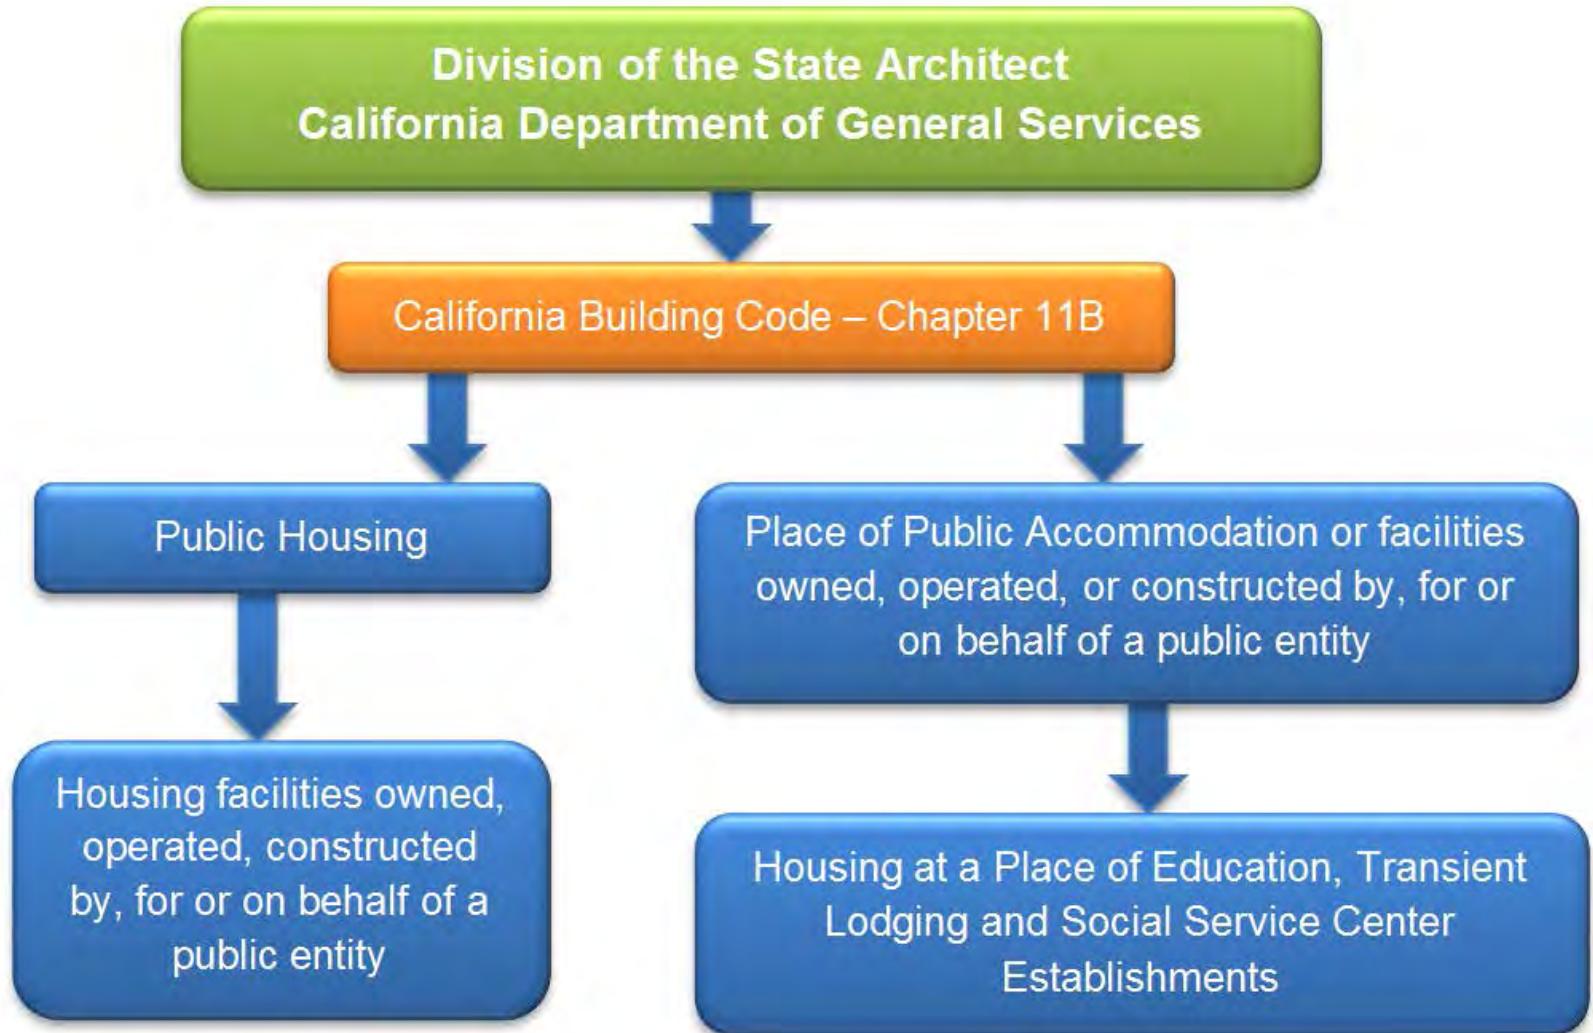 Division of the State Architect
California Department of General Services
California Building Code – Chapter 11B
Public Housing
Place of Public Accommodation or facilities
owned, operated, or constructed by, for or
on behalf of a public entity
Housing facilities owned,
operated, constructed
by, for or on behalf of a
public entity
Housing at a Place of Education, Transient
Lodging and Social Service Center
Establishments